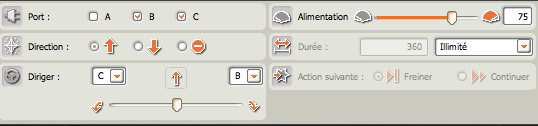 Port : A B C
Alimentation 75
Direction :
Durée : 360 Illimité
Diriger : C B
Action suivante : Freiner Continuer